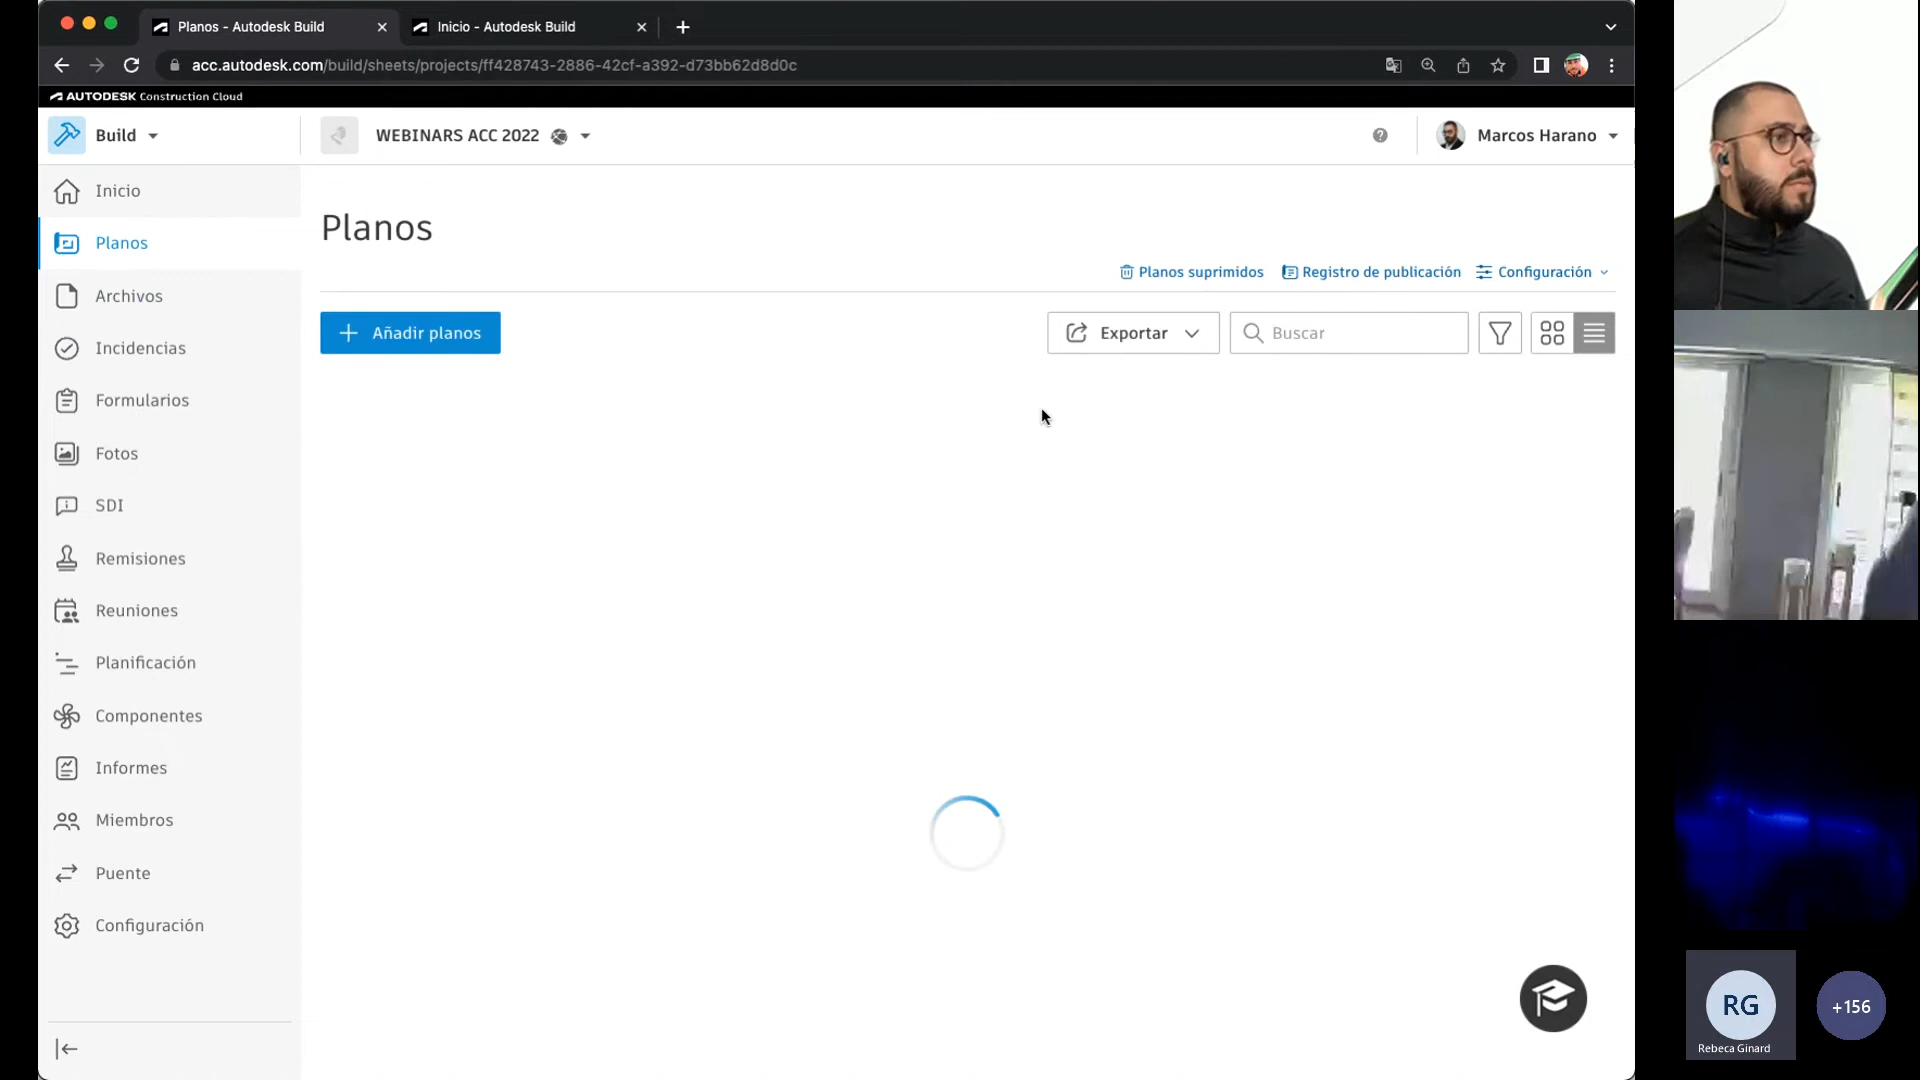 Planos - Autodesk Build
Inicio - Autodesk Build
acc.autodesk.com/build/sheets/projects/ff428743-2886-42cf-a392-d73bb62d8d0c
AUTODESK Construction Cloud
Build
WEBINARS ACC 2022
Marcos Harano
Inicio
Planos
Archivos
Incidencias
Formularios
Fotos
SDI
Remisiones
Reuniones
Planificación
Componentes
Informes
Miembros
Puente
Configuración
Planos
Planos suprimidos
Registro de publicación
Configuración
Añadir planos
Exportar
Buscar
RG
Rebeca Ginard
+156